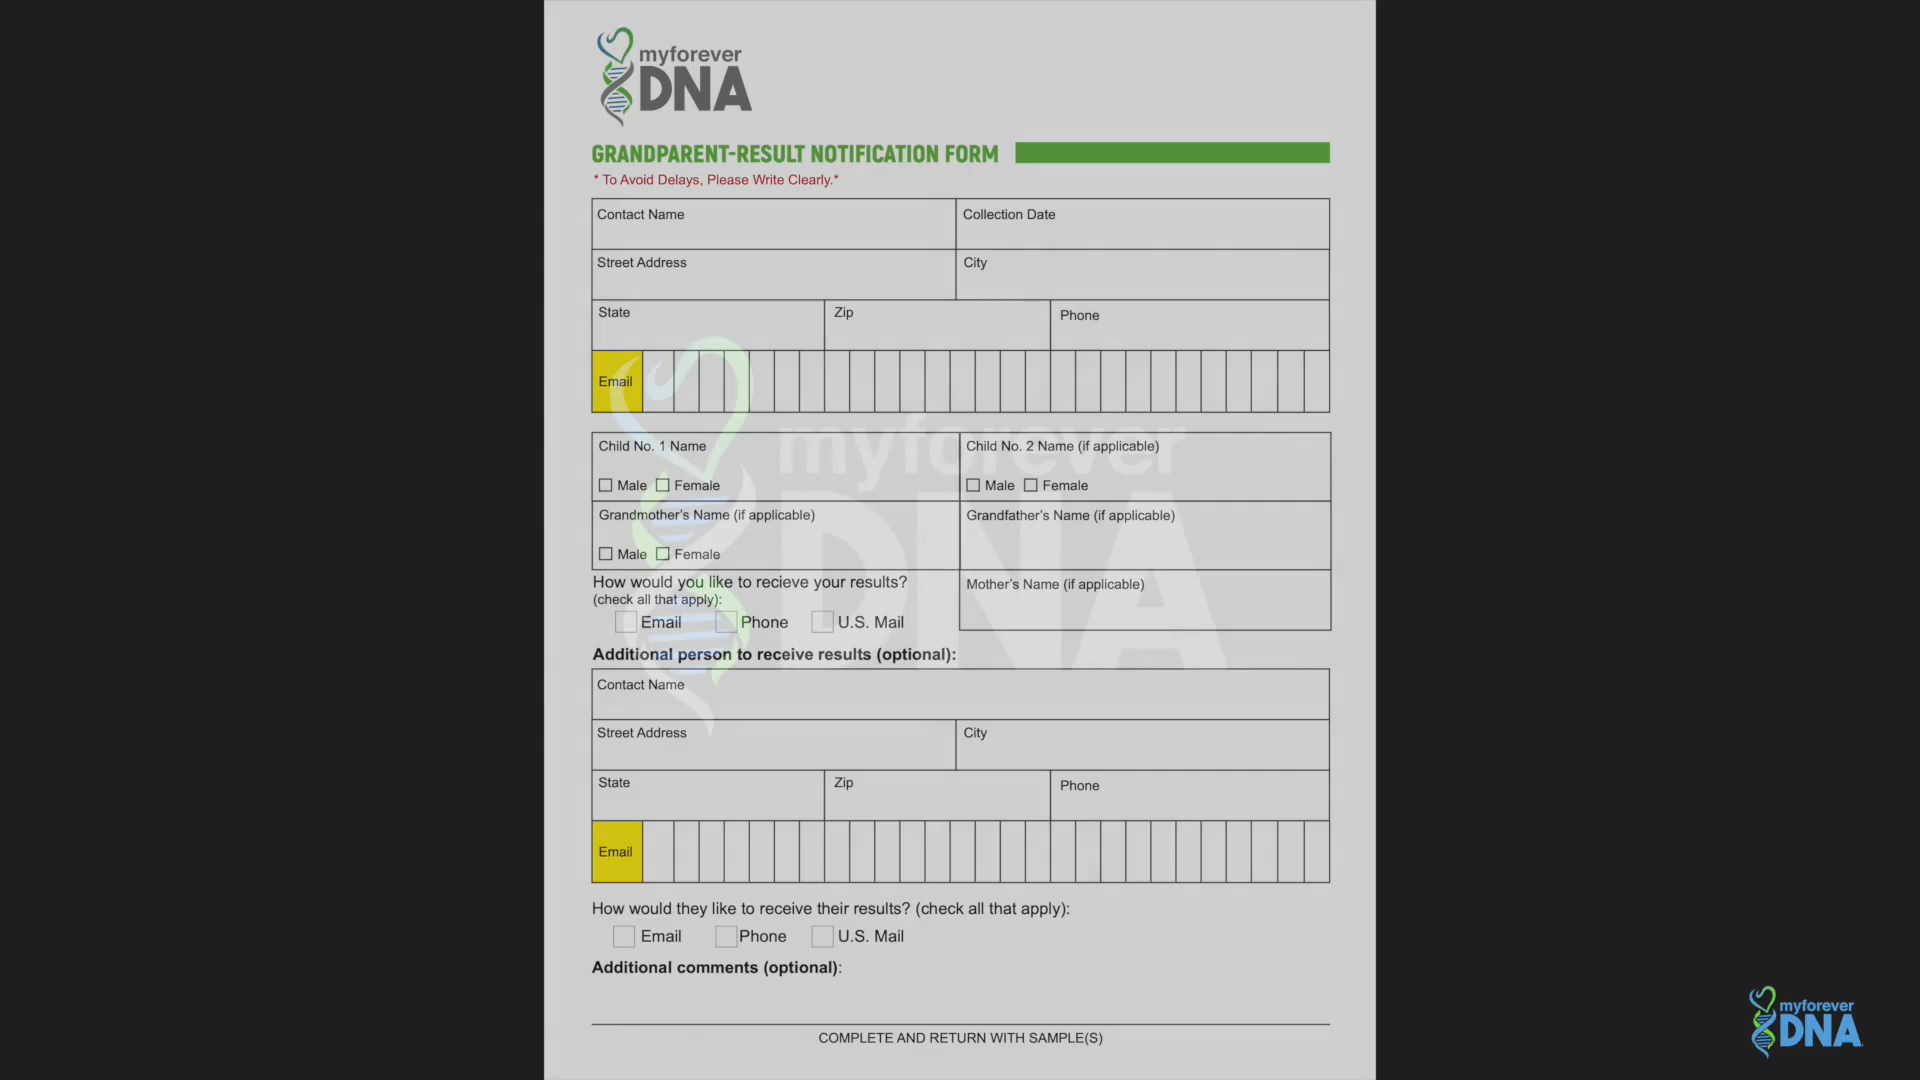 myforever
DNA
GRANDPARENT-RESULT NOTIFICATION FORM
* To Avoid Delays, Please Write Clearly.*
Contact Name Collection Date
Street Address City
State Zip Phone
Email
myforever
DNA
Child No. 1 Name Child No. 2 Name (if applicable)
Male Female Male Female
Grandmother's Name (if applicable) Grandfather's Name (if applicable)
Male Female
How would you like to recieve your results? Mother's Name (if applicable)
(check all that apply):
Email Phone U.S. Mail
Additional person to receive results (optional):
Contact Name
Street Address City
State Zip Phone
Email
How would they like to receive their results? (check all that apply):
Email Phone U.S. Mail
Additional comments (optional):
COMPLETE AND RETURN WITH SAMPLE(S)
myforever
DNA